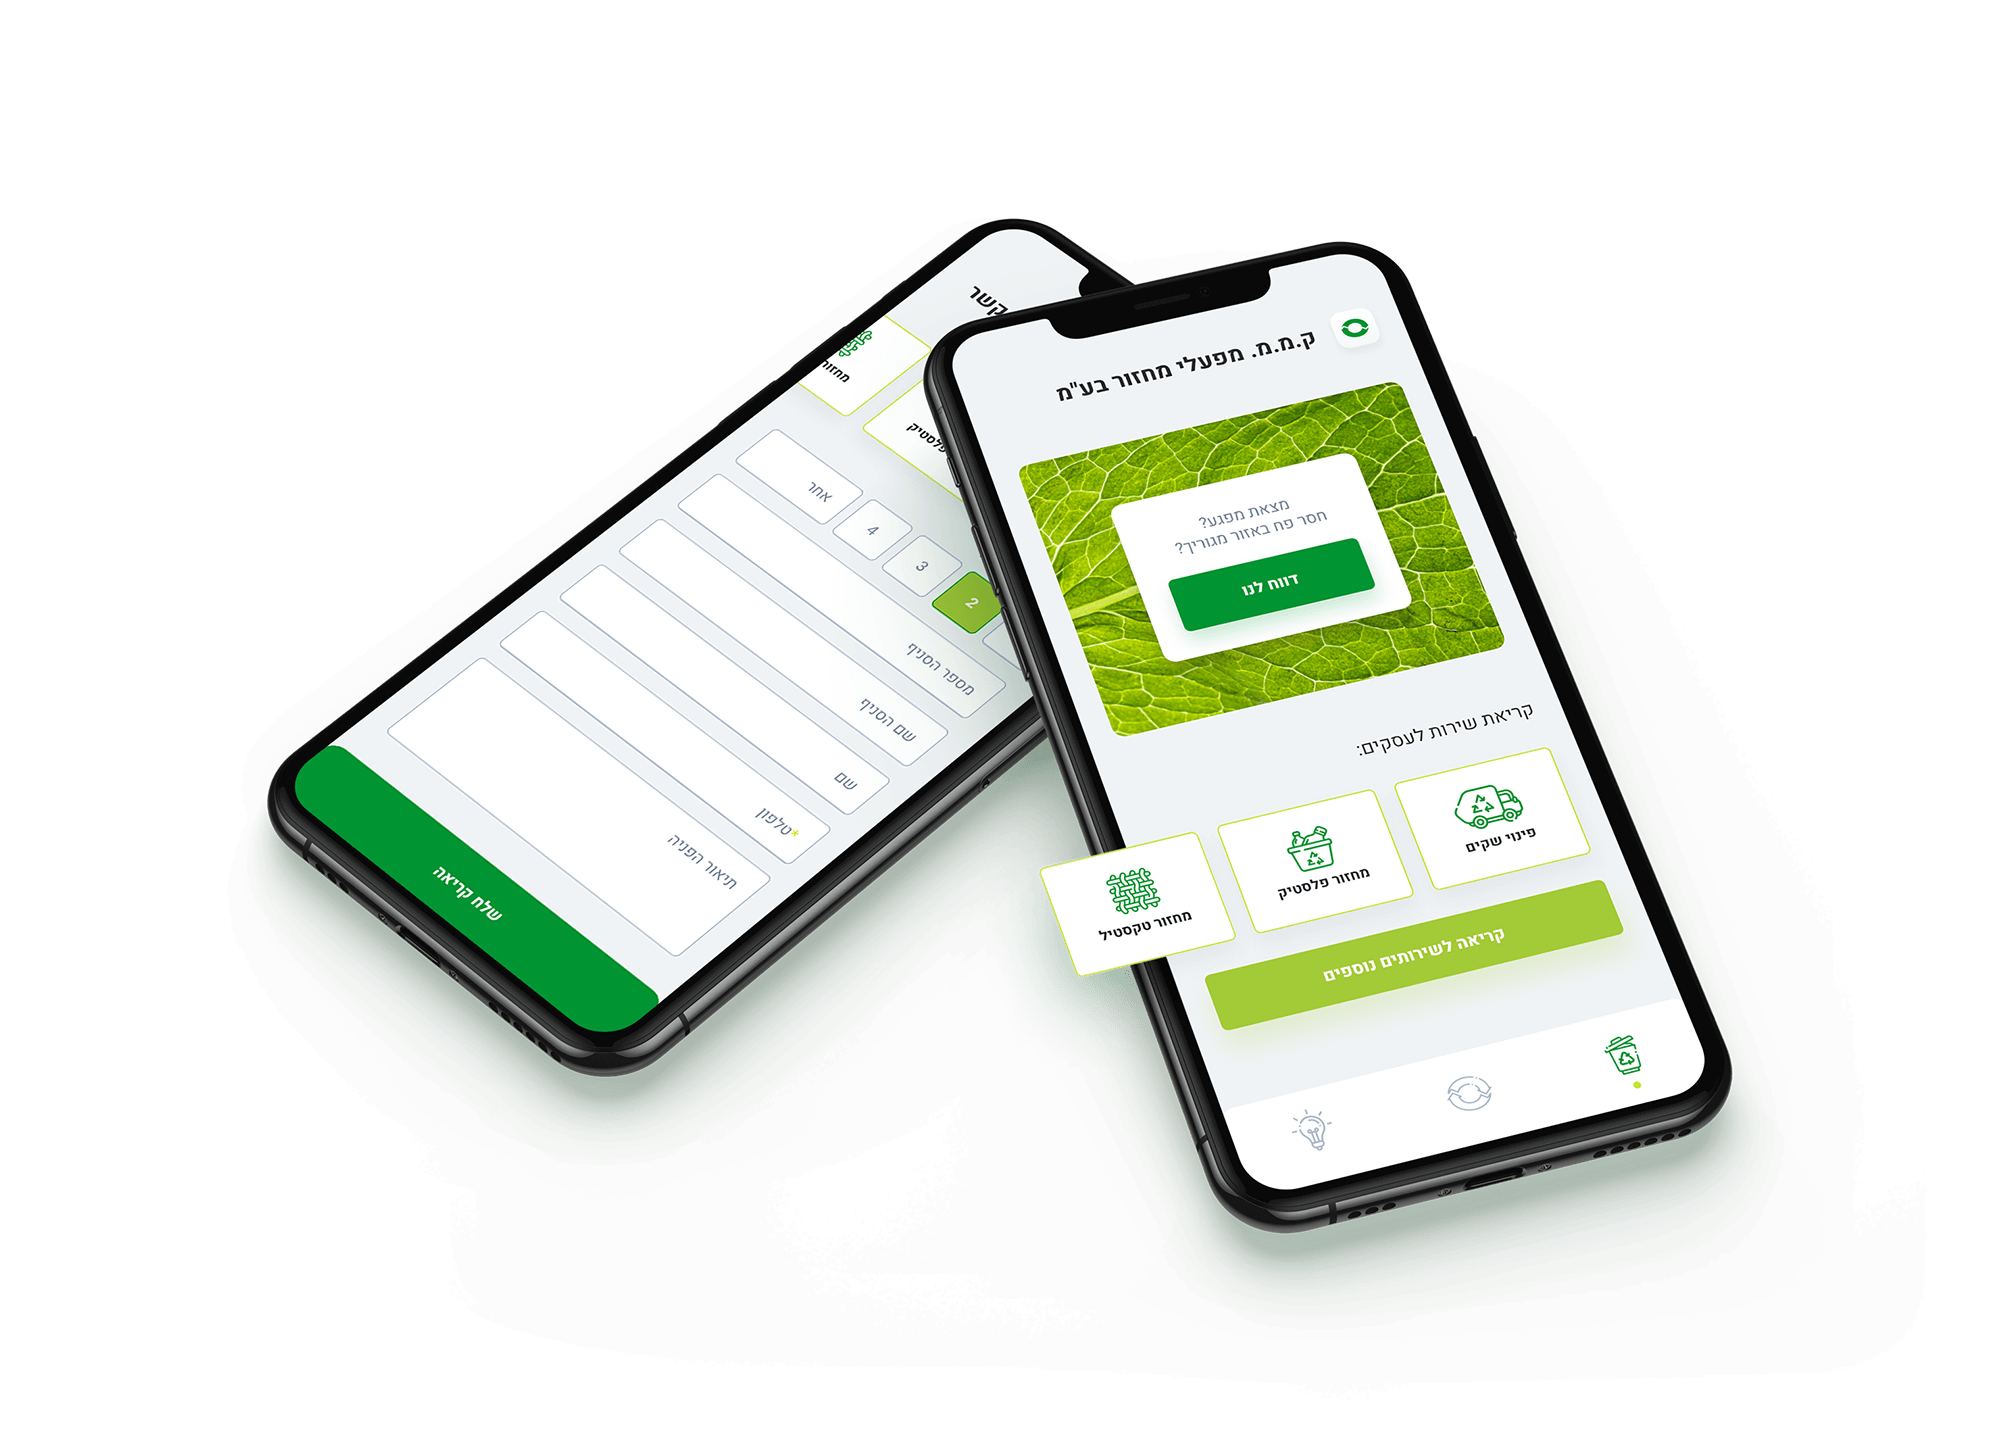 ק.מ.מ. מפעלי מחזור בע"מ
מצאת מפגע?
חסר פח באזור מגוריך?
דווח לנו
קריאת שירות לעסקים:
פינוי שקים
מחזור פלסטיק
מחזור טקסטיל
קריאה לשירותים נוספים
קשר
מחזור
פלסטיק
2
3
4
אחר
מספר הסניף
שם הסניף
שם
*טלפון
תיאור הפניה
שלח קריאה